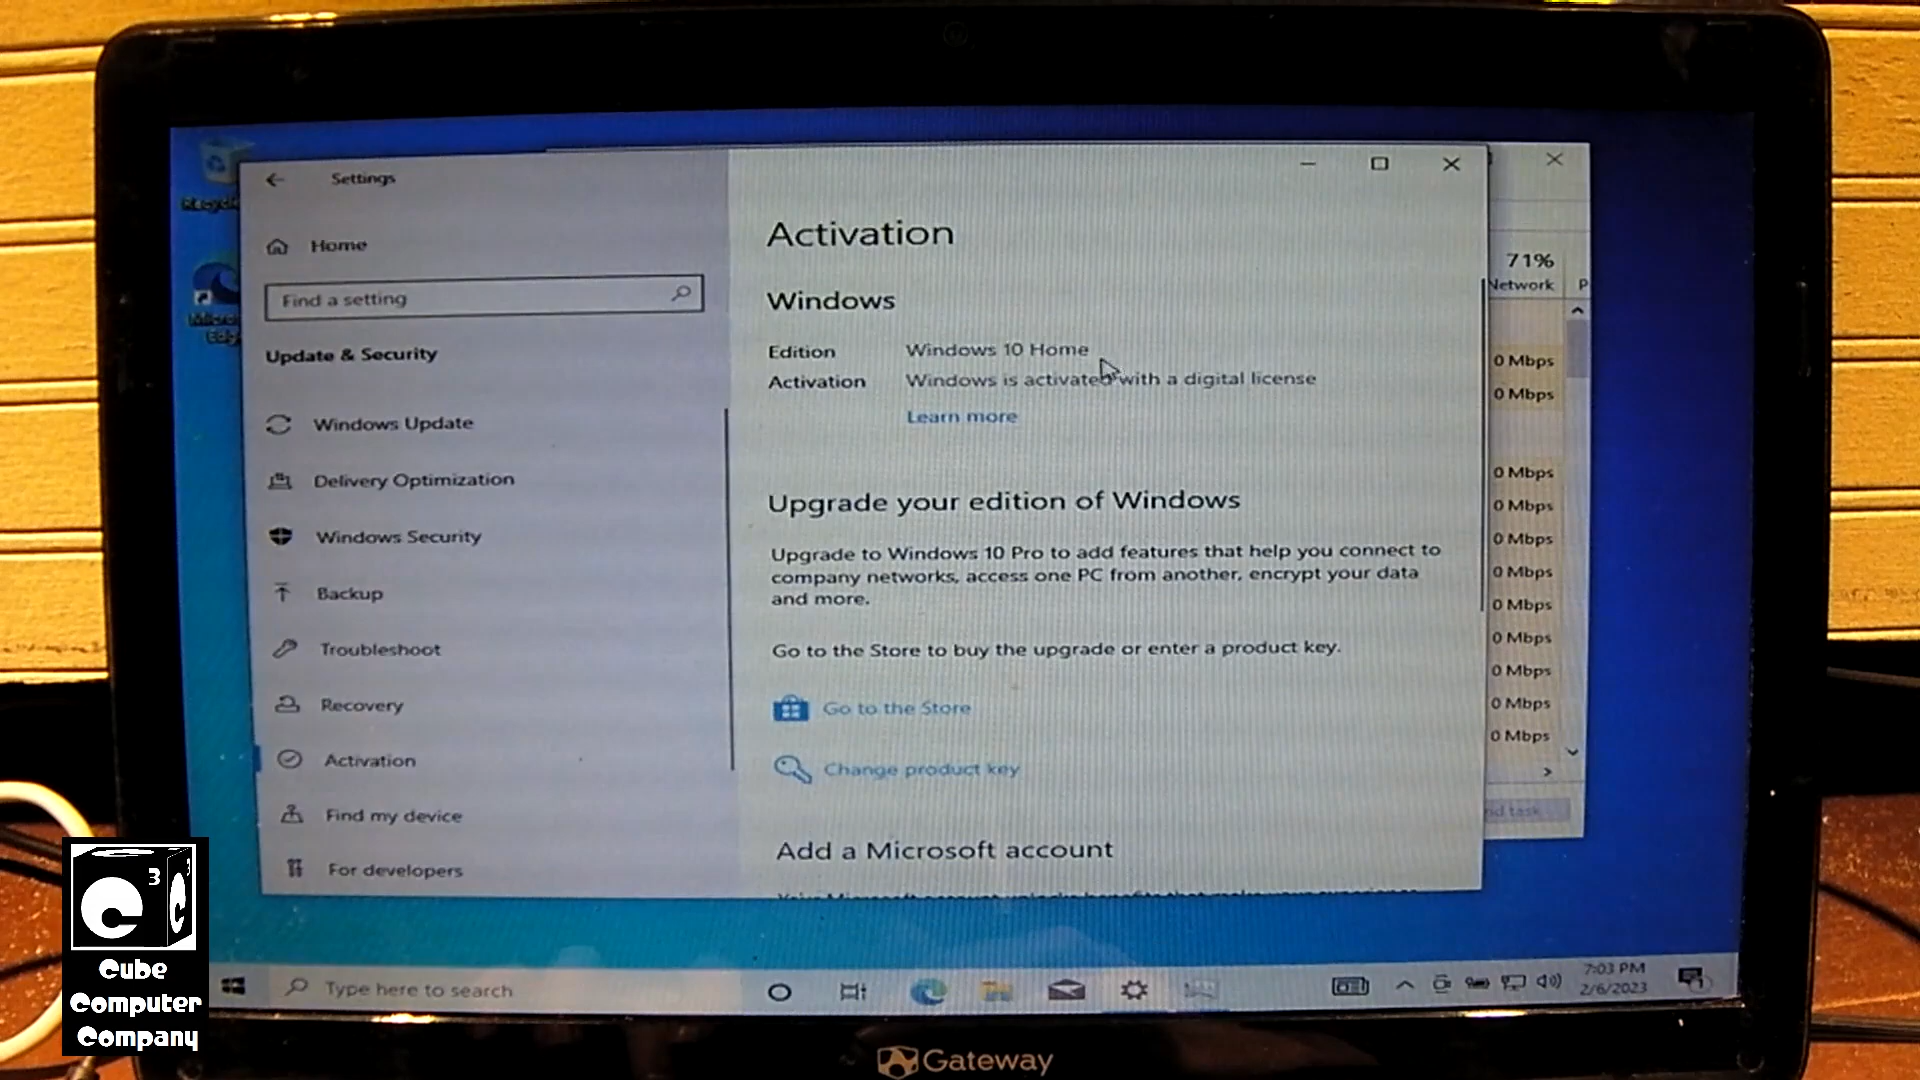 Settings
Home
Find a setting
Update & Security
Windows Update
Delivery Optimization
Windows Security
Backup
Troubleshoot
Recovery
Activation
Find my device
For developers
Activation
Windows
Edition Windows 10 Home
Activation Windows is activated with a digital license
Learn more
Upgrade your edition of Windows
Upgrade to Windows 10 Pro to add features that help you connect to
company networks, access one PC from another, encrypt your data
and more.
Go to the Store to buy the upgrade or enter a product key.
Go to the Store
Change product key
Add a Microsoft account
71%
Network P
0 Mbps
0 Mbps
0 Mbps
0 Mbps
0 Mbps
0 Mbps
0 Mbps
0 Mbps
0 Mbps
0 Mbps
0 Mbps
Type here to search
7:03 PM
2/6/2023
Gateway
Cube
Computer
Company